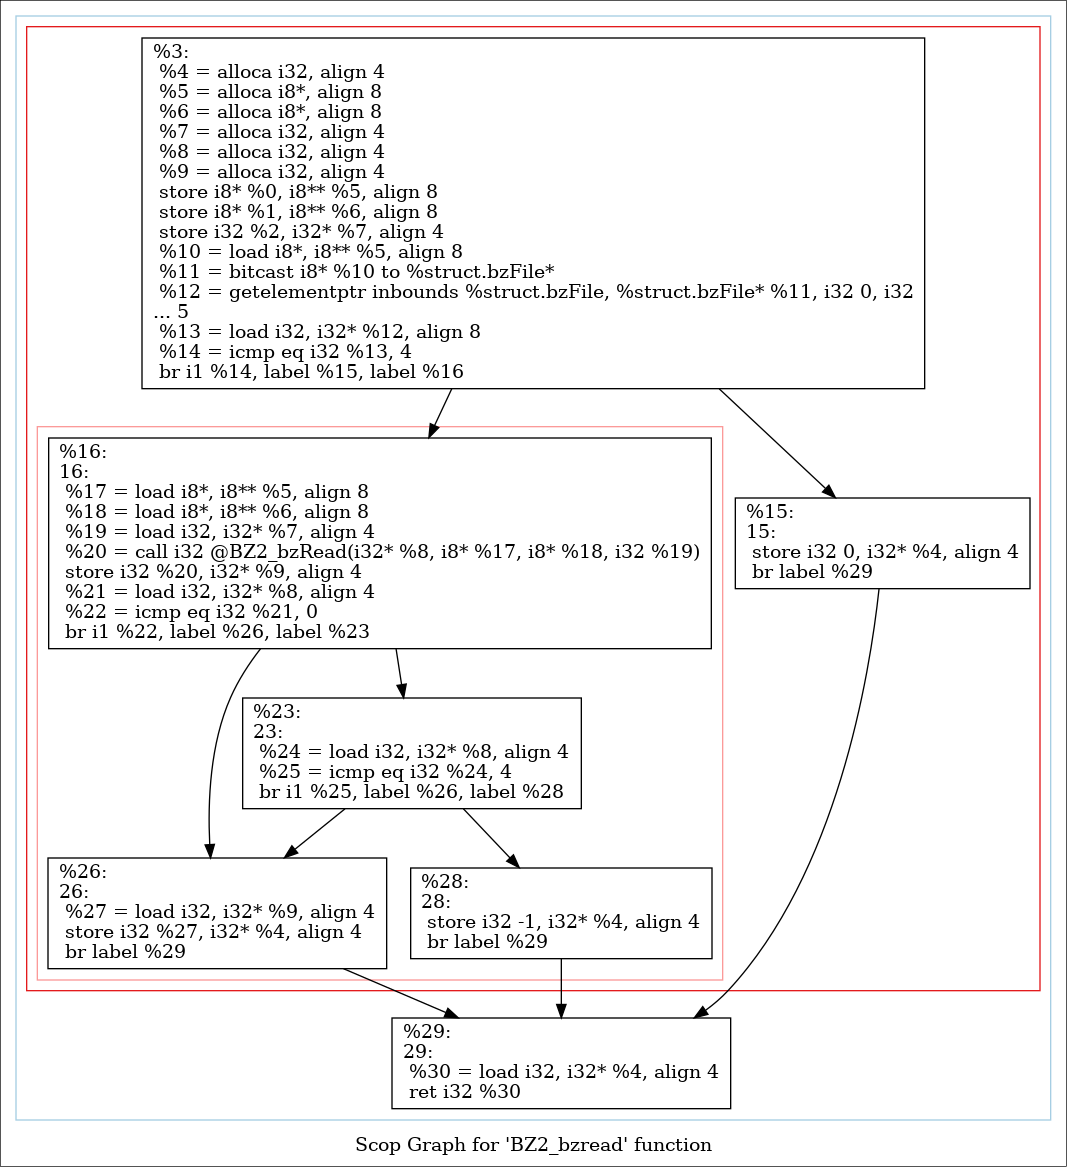 %3:
%4 = alloca i32, align 4
%5 = alloca i8*, align 8
%6 = alloca i8*, align 8
%7 = alloca i32, align 4
%8 = alloca i32, align 4
%9 = alloca i32, align 4
store i8* %0, i8** %5, align 8
store i8* %1, i8** %6, align 8
store i32 %2, i32* %7, align 4
%10 = load i8*, i8** %5, align 8
%11 = bitcast i8* %10 to %struct.bzFile*
%12 = getelementptr inbounds %struct.bzFile, %struct.bzFile* %11, i32 0, i32
... 5
%13 = load i32, i32* %12, align 8
%14 = icmp eq i32 %13, 4
br i1 %14, label %15, label %16
%16:
16:
%17 = load i8*, i8** %5, align 8
%18 = load i8*, i8** %6, align 8
%19 = load i32, i32* %7, align 4
%20 = call i32 @BZ2_bzRead(i32* %8, i8* %17, i8* %18, i32 %19)
store i32 %20, i32* %9, align 4
%21 = load i32, i32* %8, align 4
%22 = icmp eq i32 %21, 0
br i1 %22, label %26, label %23
%15:
15:
store i32 0, i32* %4, align 4
br label %29
%23:
23:
%24 = load i32, i32* %8, align 4
%25 = icmp eq i32 %24, 4
br i1 %25, label %26, label %28
%26:
26:
%27 = load i32, i32* %9, align 4
store i32 %27, i32* %4, align 4
br label %29
%28:
28:
store i32 -1, i32* %4, align 4
br label %29
%29:
29:
%30 = load i32, i32* %4, align 4
ret i32 %30
Scop Graph for 'BZ2_bzread' function